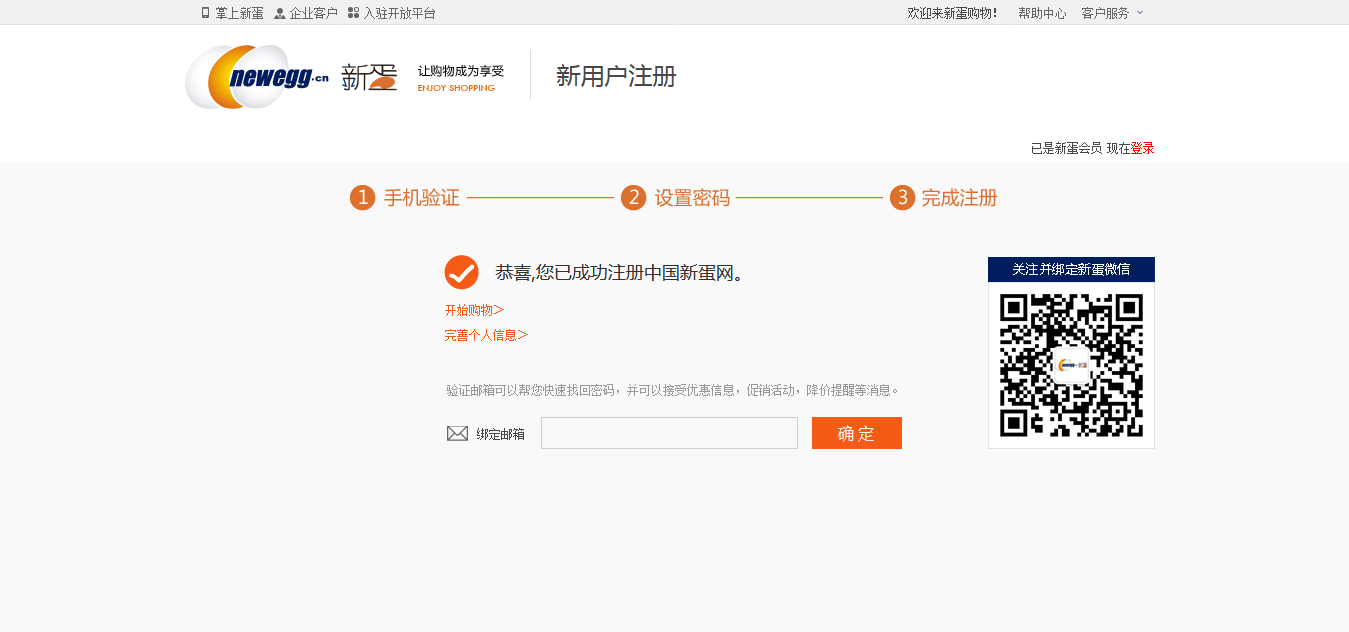 掌上新蛋 企业客户 入驻开放平台 欢迎来新蛋购物! 帮助中心 客户服务
newegg.cn 新蛋 让购物成为享受 新用户注册
ENJOY SHOPPING
已是新蛋会员 现在登录
1 手机验证 2 设置密码 3 完成注册
恭喜,您已成功注册中国新蛋网。
开始购物>
完善个人信息>
验证邮箱可以帮您快速找回密码，并可以接受优惠信息，促销活动，降价提醒等消息。
绑定邮箱 确定
关注并绑定新蛋微信